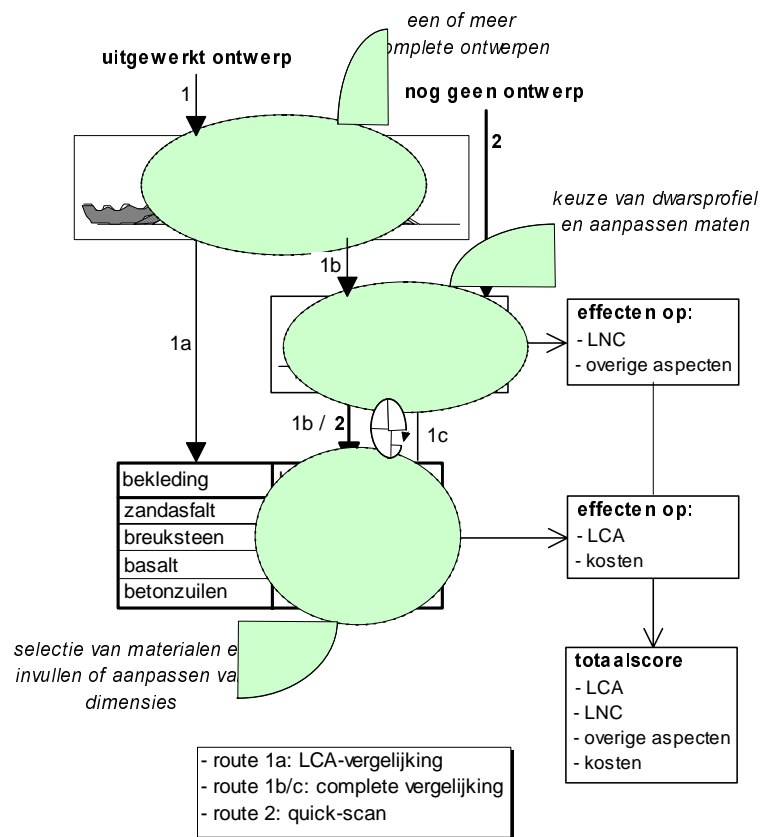 een of meer
omplete ontwerpen
uitgewerkt ontwerp
nog geen ontwerp
1
2
keuze van dwarsprofiel
en aanpassen maten
1b
effecten op:
- LNC
- overige aspecten
1a
1b / 2
1c
bekleding
zandasfalt
breuksteen
basalt
betonzuilen
effecten op:
- LCA
- kosten
selectie van materialen e
invullen of aanpassen va
dimensies
totaalscore
- LCA
- LNC
- overige aspecten
- kosten
- route 1a: LCA-vergelijking
- route 1b/c: complete vergelijking
- route 2: quick-scan